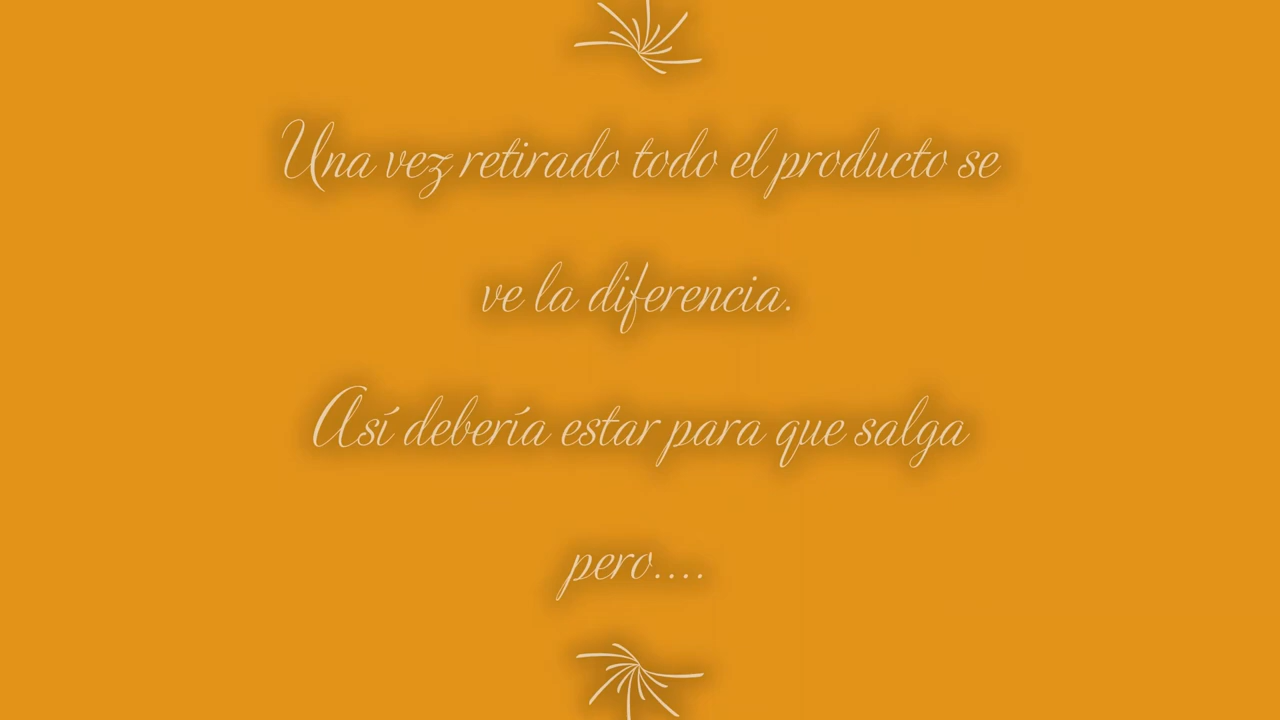 Una vez retirado todo el producto se
ve la diferencia.
Así debería estar para que salga
pero....